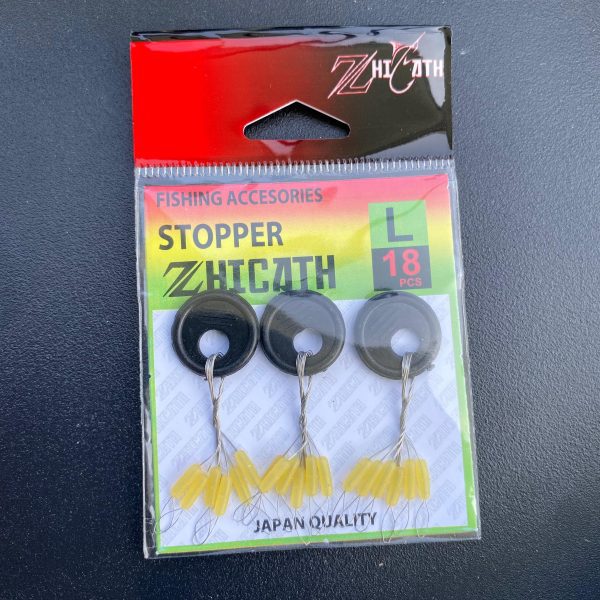 ZHICATH
FISHING ACCESORIES
STOPPER
ZHICATH
L
18
PCS
JAPAN QUALITY